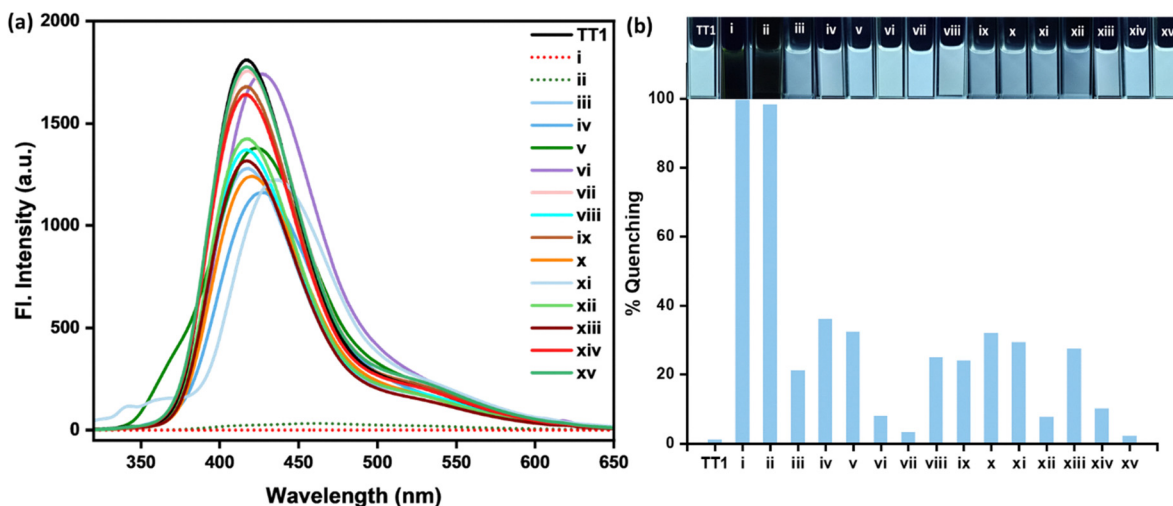 (a)
2000
1500
1000
500
0
Fl. Intensity (a.u.)
350 400 450 500 550 600 650
Wavelength (nm)
TT1
i
ii
iii
iv
v
vi
vii
viii
ix
x
xi
xii
xiii
xiv
xv
(b)
TT1 i ii iii iv v vi vii viii ix x xi xii xiii xiv xv
100
80
60
40
20
0
% Quenching
TT1 i ii iii iv v vi vii viii ix x xi xii xiii xiv xv